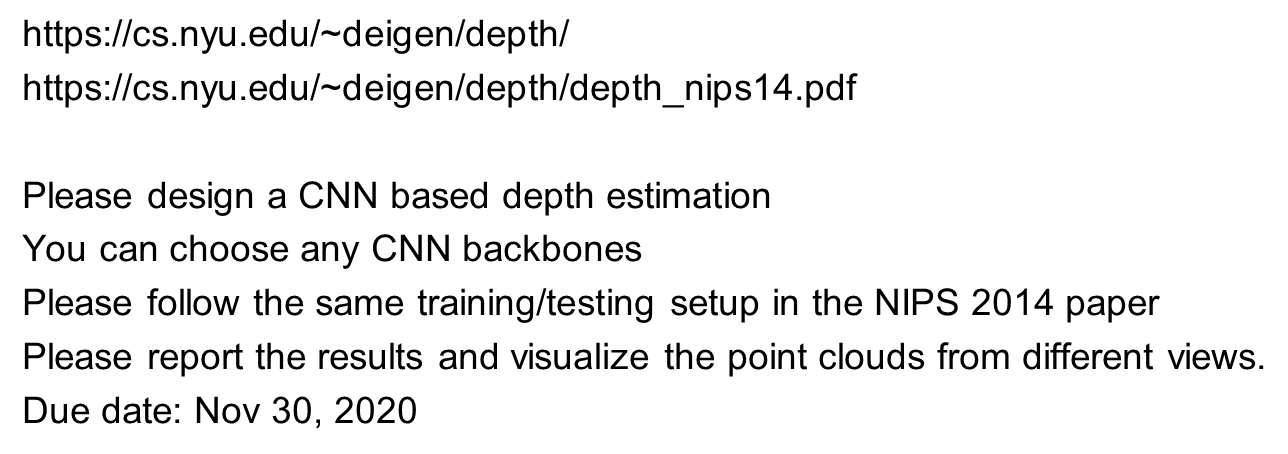 https://cs.nyu.edu/~deigen/depth/
https://cs.nyu.edu/~deigen/depth/depth_nips14.pdf
Please design a CNN based depth estimation
You can choose any CNN backbones
Please follow the same training/testing setup in the NIPS 2014 paper
Please report the results and visualize the point clouds from different views.
Due date: Nov 30, 2020